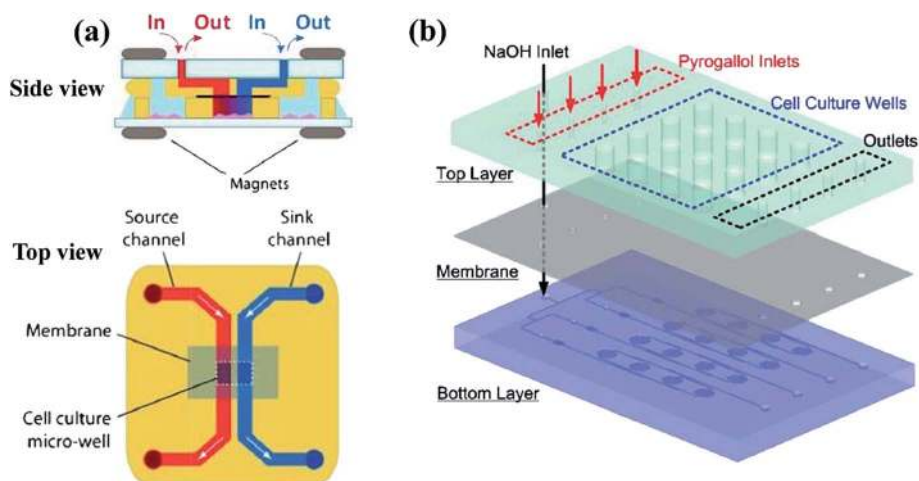 (a)
In Out In Out
Side view
Magnets
Source
channel
Sink
channel
Top view
Membrane
Cell culture
micro-well
(b)
NaOH Inlet
Pyrogallol Inlets
Cell Culture Wells
Outlets
Top Layer
Membrane
Bottom Layer